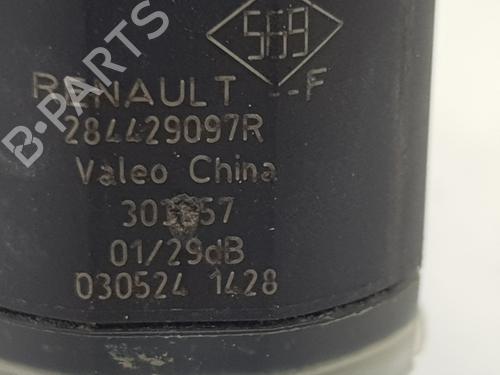 569
RENAULT --F
284429097R
Valeo China
01/29dB
030524 1428
B-PARTS